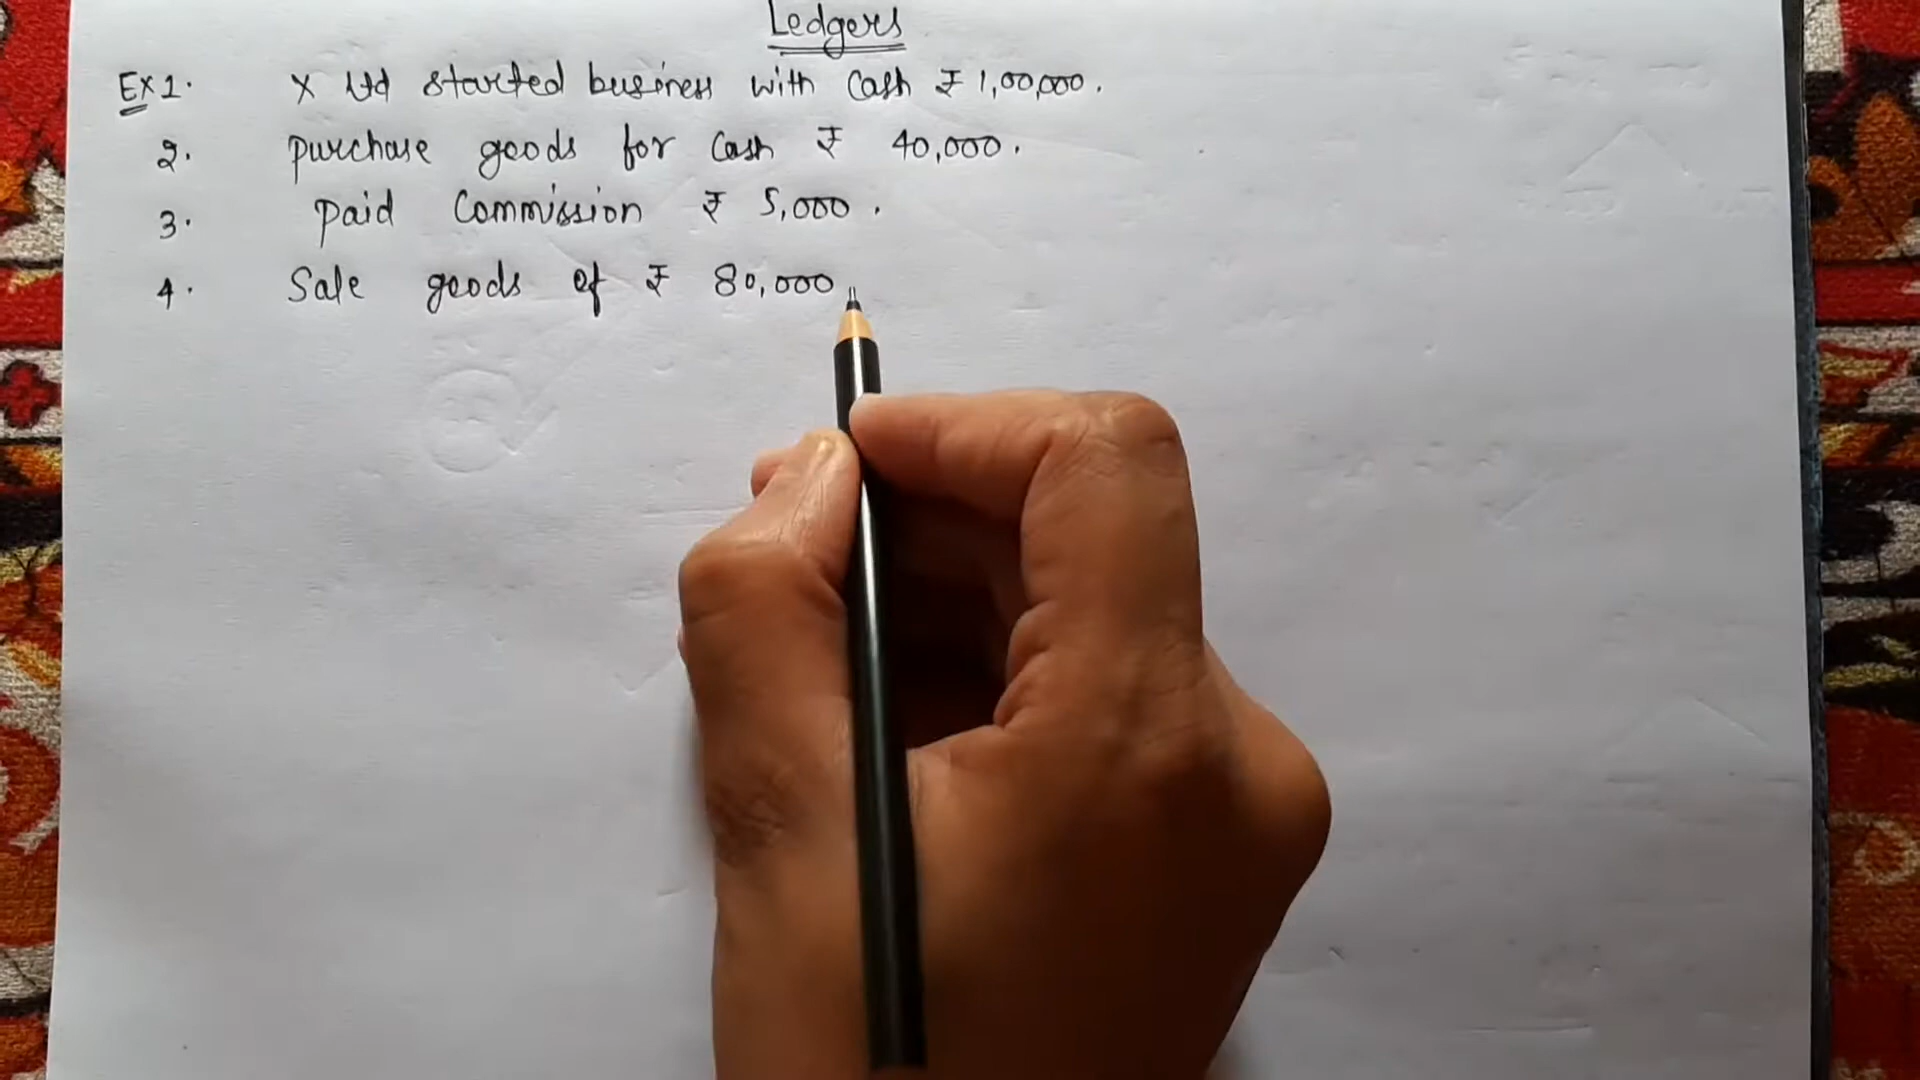 Ledgers
Ex 1. X Ltd started business with Cash ₹ 1,00,000.
2. purchase goods for Cash ₹ 40,000.
3. paid Commission ₹ 5,000.
4. Sale goods of ₹ 80,000